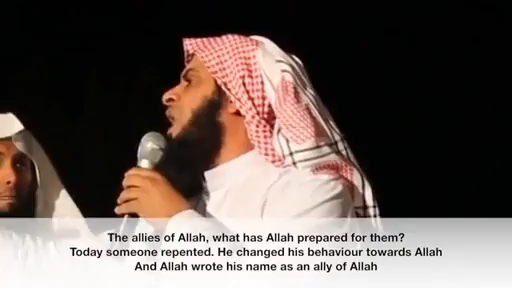 The allies of Allah, what has Allah prepared for them?
Today someone repented. He changed his behaviour towards Allah
And Allah wrote his name as an ally of Allah